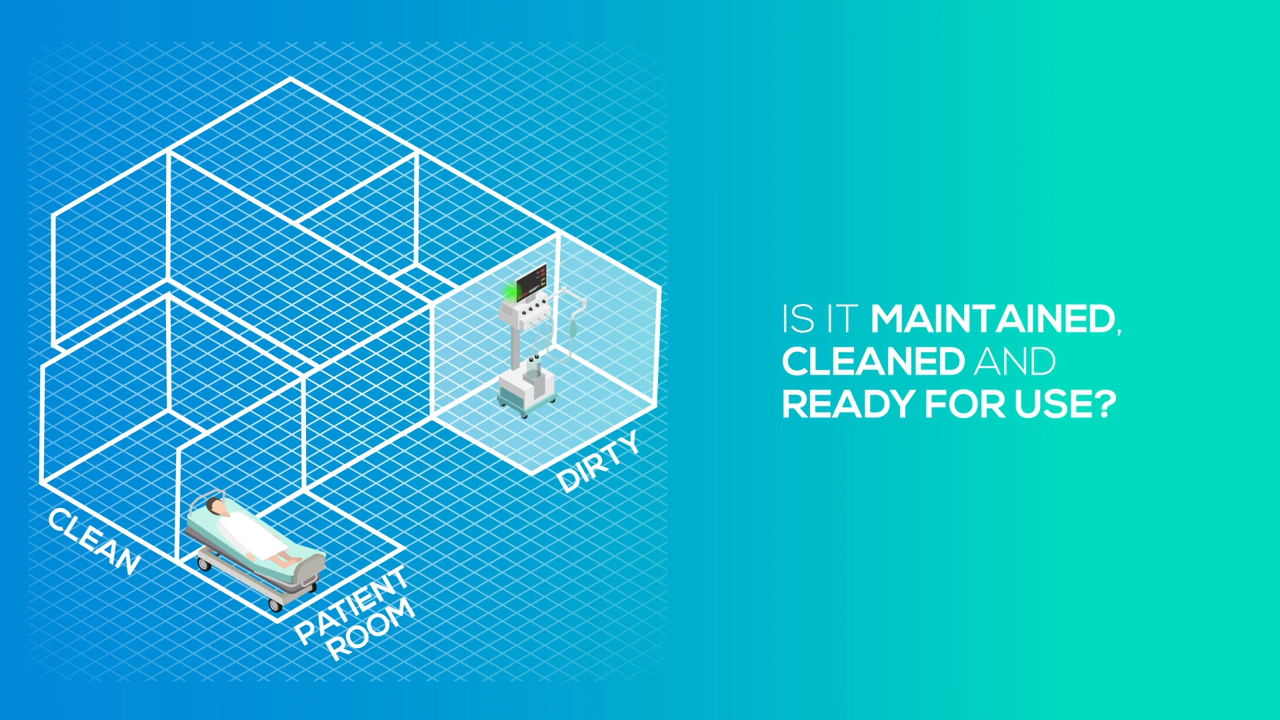 IS IT MAINTAINED,
CLEANED AND
READY FOR USE?
DIRTY
CLEAN
PATIENT
ROOM